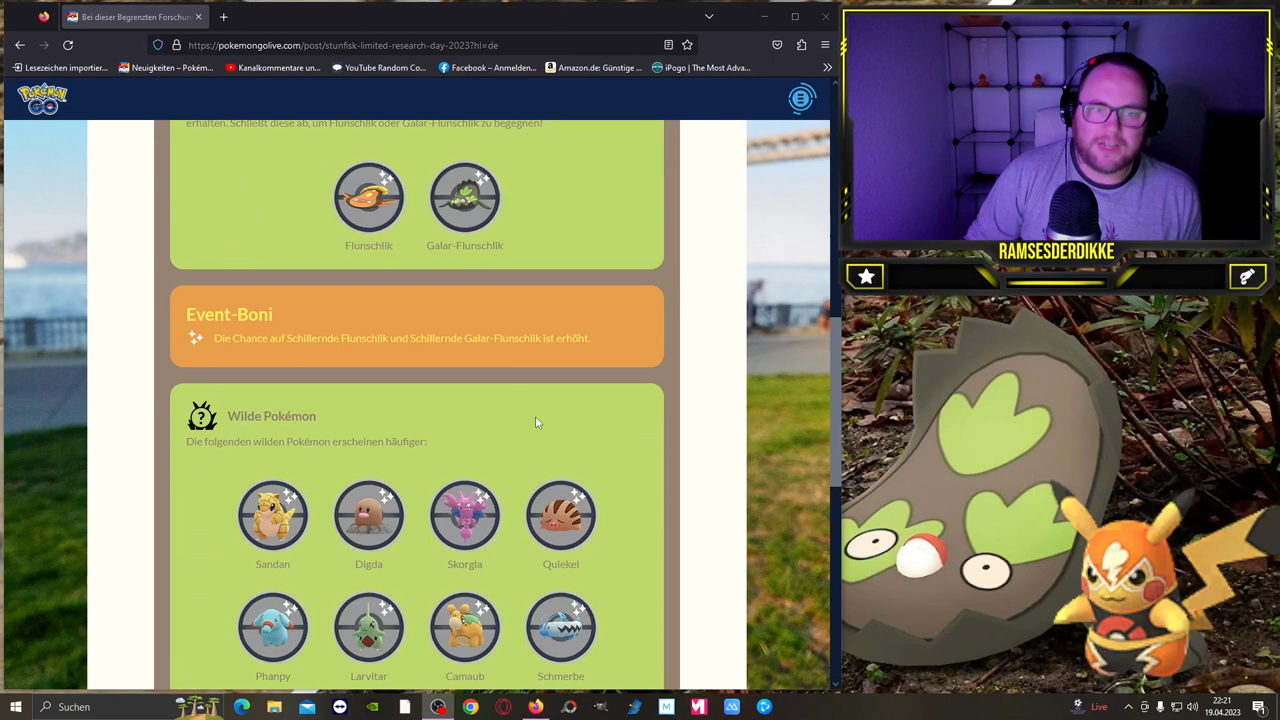 Bei dieser Begrenzten Forschun
https://pokemongolive.com/post/stunfisk-limited-research-day-2023?hl=de
Lesezeichen importier...
Neuigkeiten – Pokém...
Kanalkommentare un...
YouTube Random Co...
Facebook – Anmelden...
Amazon.de: Günstige ...
iPogo | The Most Adva...
POKÉMON GO
erhalten. Schließt diese ab, um Flunschlik oder Galar-Flunschlik zu begegnen!
Flunschlik
Galar-Flunschlik
Event-Boni
Die Chance auf Schillernde Flunschlik und Schillernde Galar-Flunschlik ist erhöht.
Wilde Pokémon
Die folgenden wilden Pokémon erscheinen häufiger:
Sandan
Digda
Skorgla
Quiekel
Phanpy
Larvitar
Camaub
Schmerbe
RAMSESDERDIKKE
Suchen
Live
22:21
19.04.2023